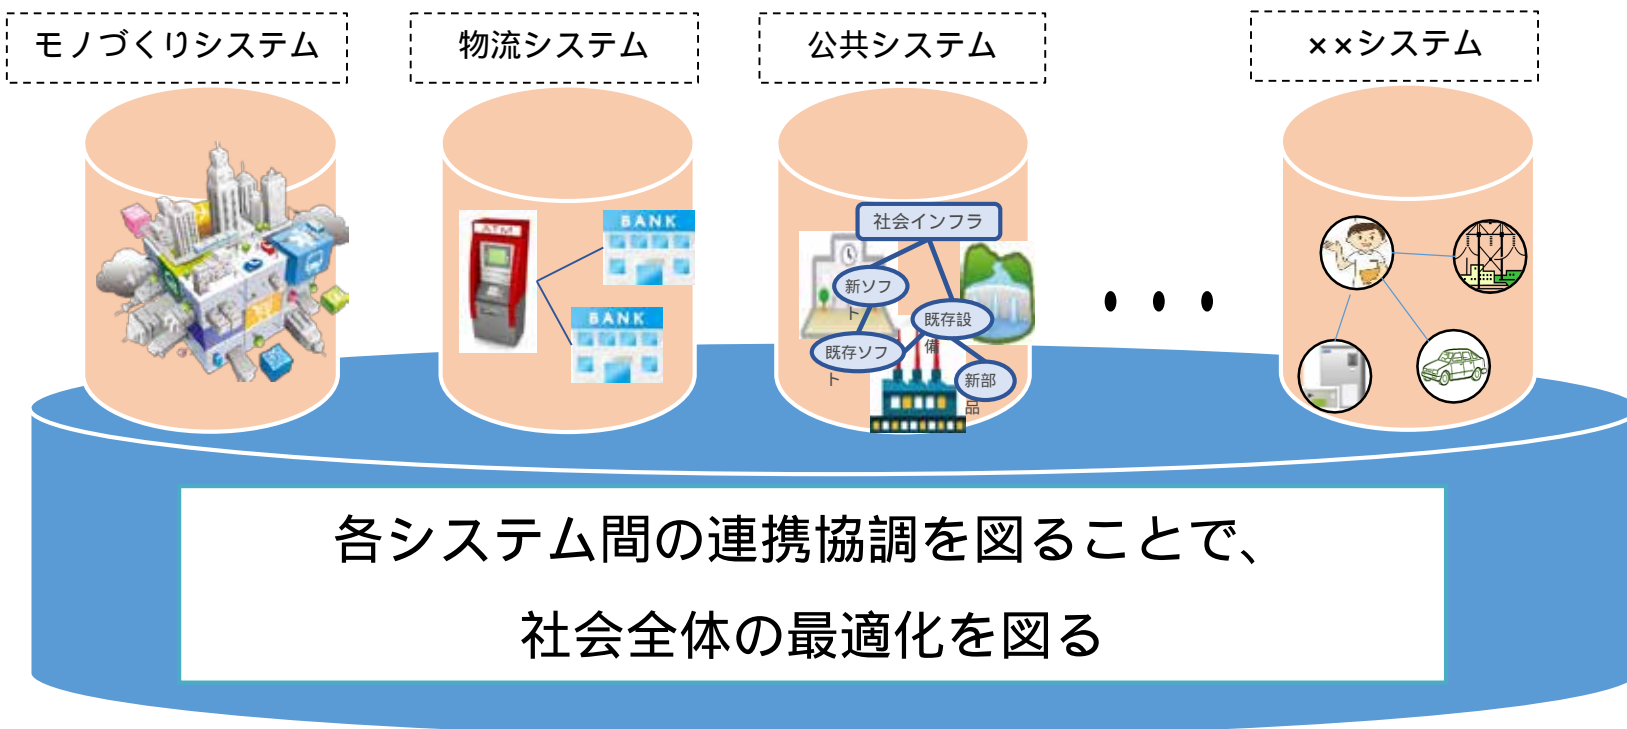 モノづくりシステム
物流システム
公共システム
××システム
ATM
BANK
BANK
社会インフラ
新ソフ
ト
既存設
備
既存ソフ
ト
新部
品
・・・
各システム間の連携協調を図ることで、
社会全体の最適化を図る